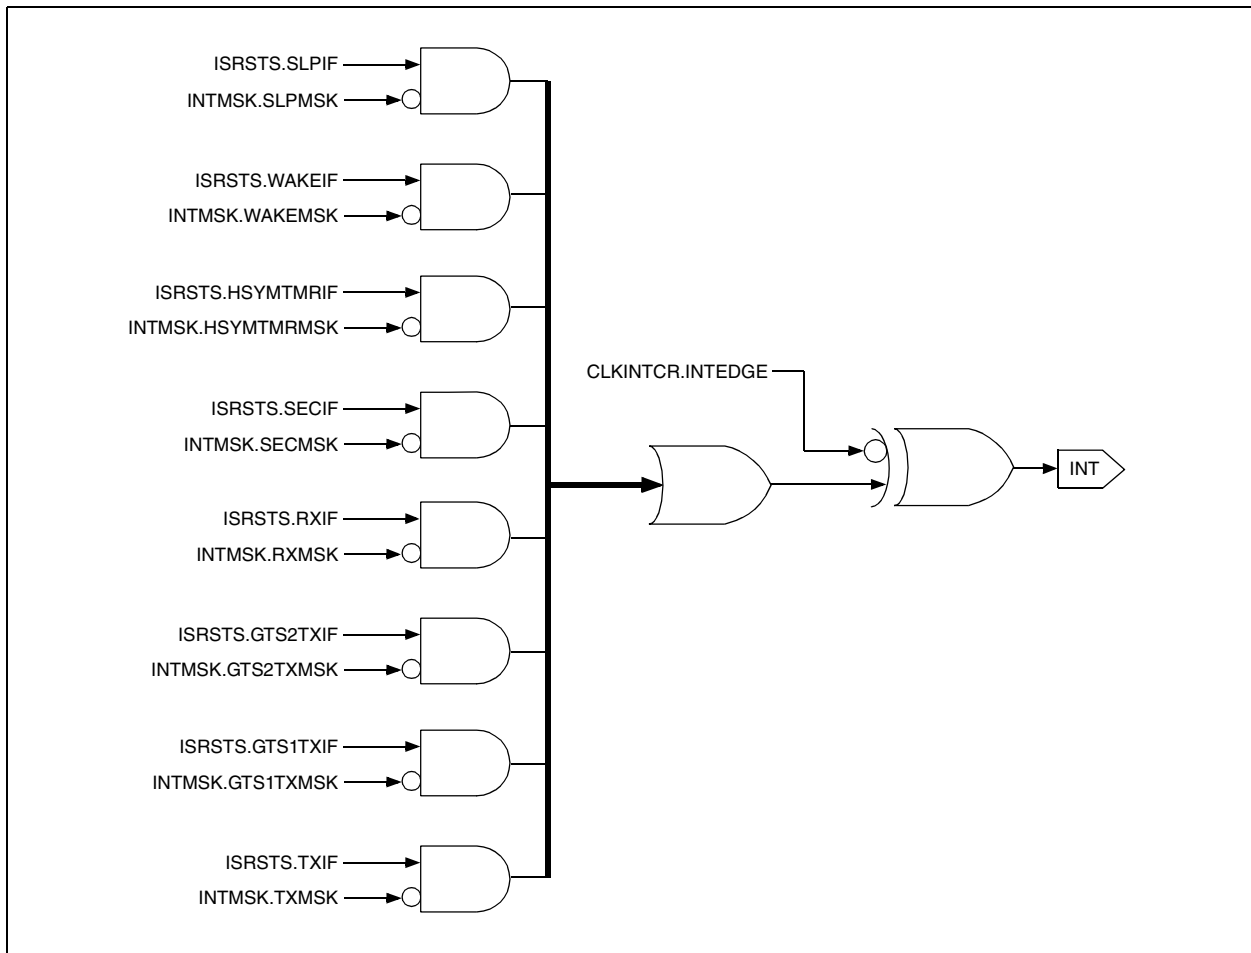 ISRSTS.SLPIF
INTMSK.SLPMSK
ISRSTS.WAKEIF
INTMSK.WAKEMSK
ISRSTS.HSYMTMRIF
INTMSK.HSYMTMRMSK
CLKINTCR.INTEDGE
ISRSTS.SECIF
INTMSK.SECMSK
INT
ISRSTS.RXIF
INTMSK.RXMSK
ISRSTS.GTS2TXIF
INTMSK.GTS2TXMSK
ISRSTS.GTS1TXIF
INTMSK.GTS1TXMSK
ISRSTS.TXIF
INTMSK.TXMSK